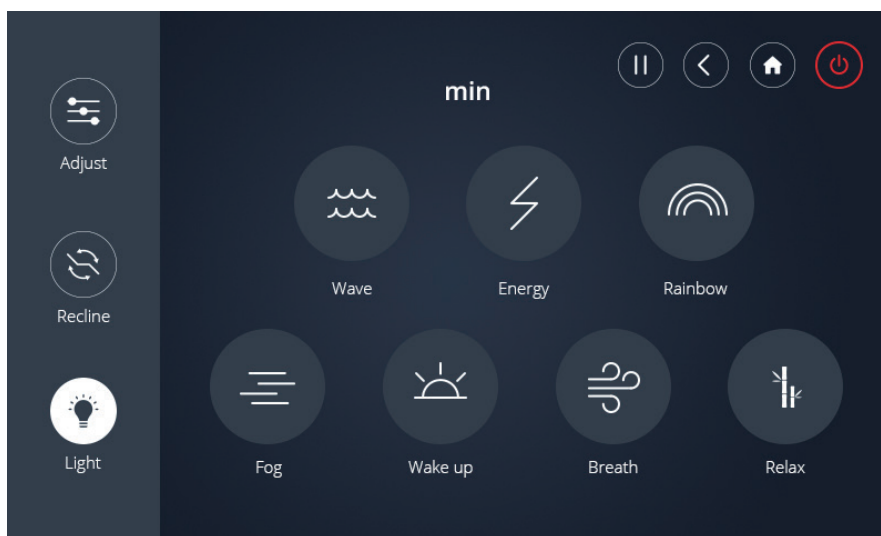 min
Adjust
Wave Energy Rainbow
Recline
Fog Wake up Breath Relax
Light